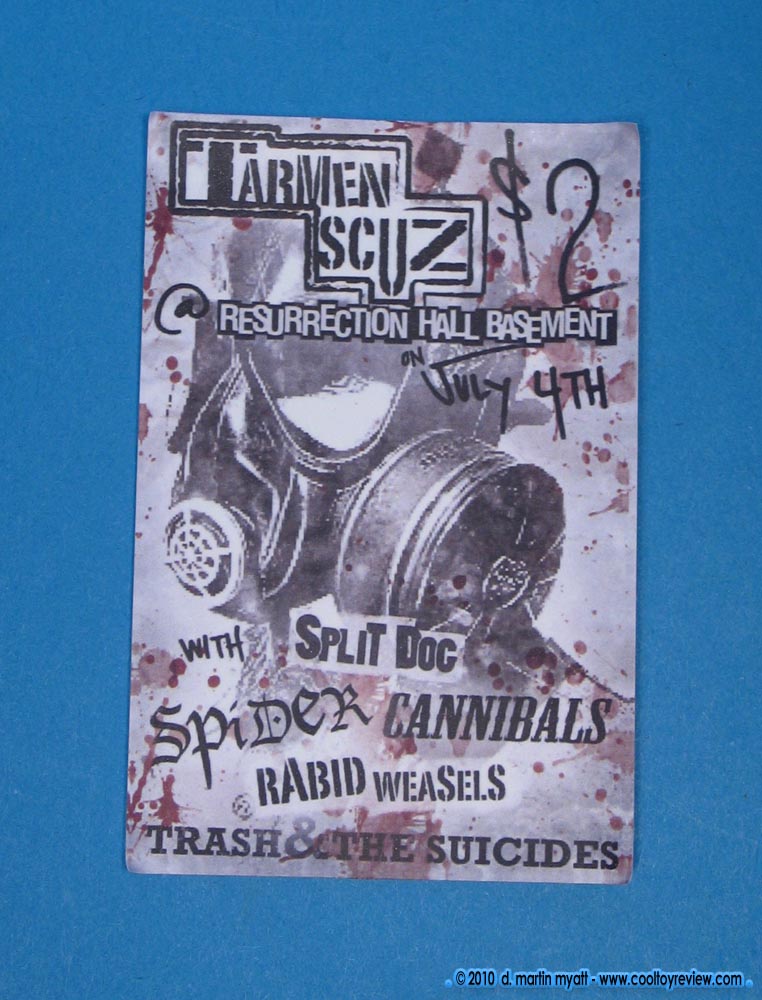 TARMEN
SCUZ
$2
@ RESURRECTION HALL BASEMENT
ON JULY 4TH
WITH SPLIT DOG
SPIDER CANNIBALS
RABID WEASELS
TRASH & THE SUICIDES
© 2010 d. martin myatt - www.cooltoyreview.com